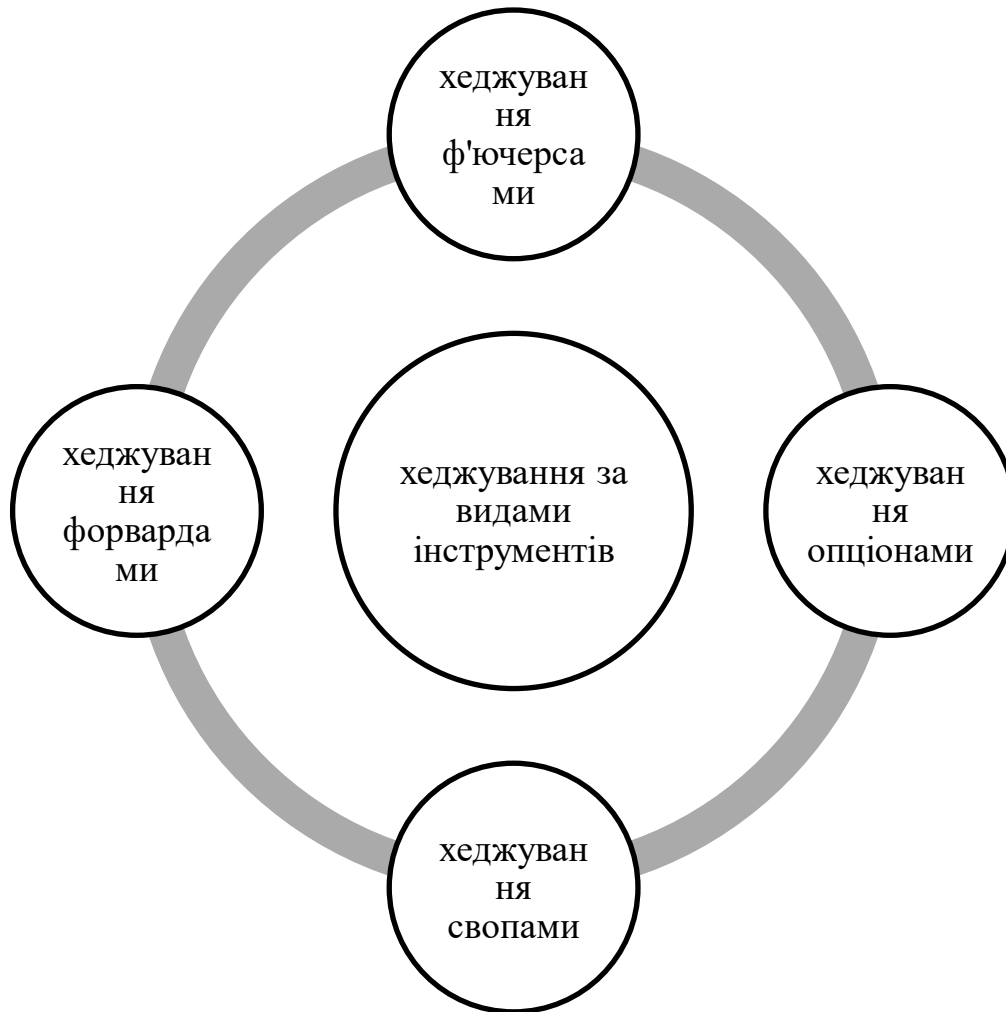 хеджуван
ня
ф'ючерса
ми
хеджуван
ня
форварда
ми
хеджування за
видами
інструментів
хеджуван
ня
опціонами
хеджуван
ня
свопами